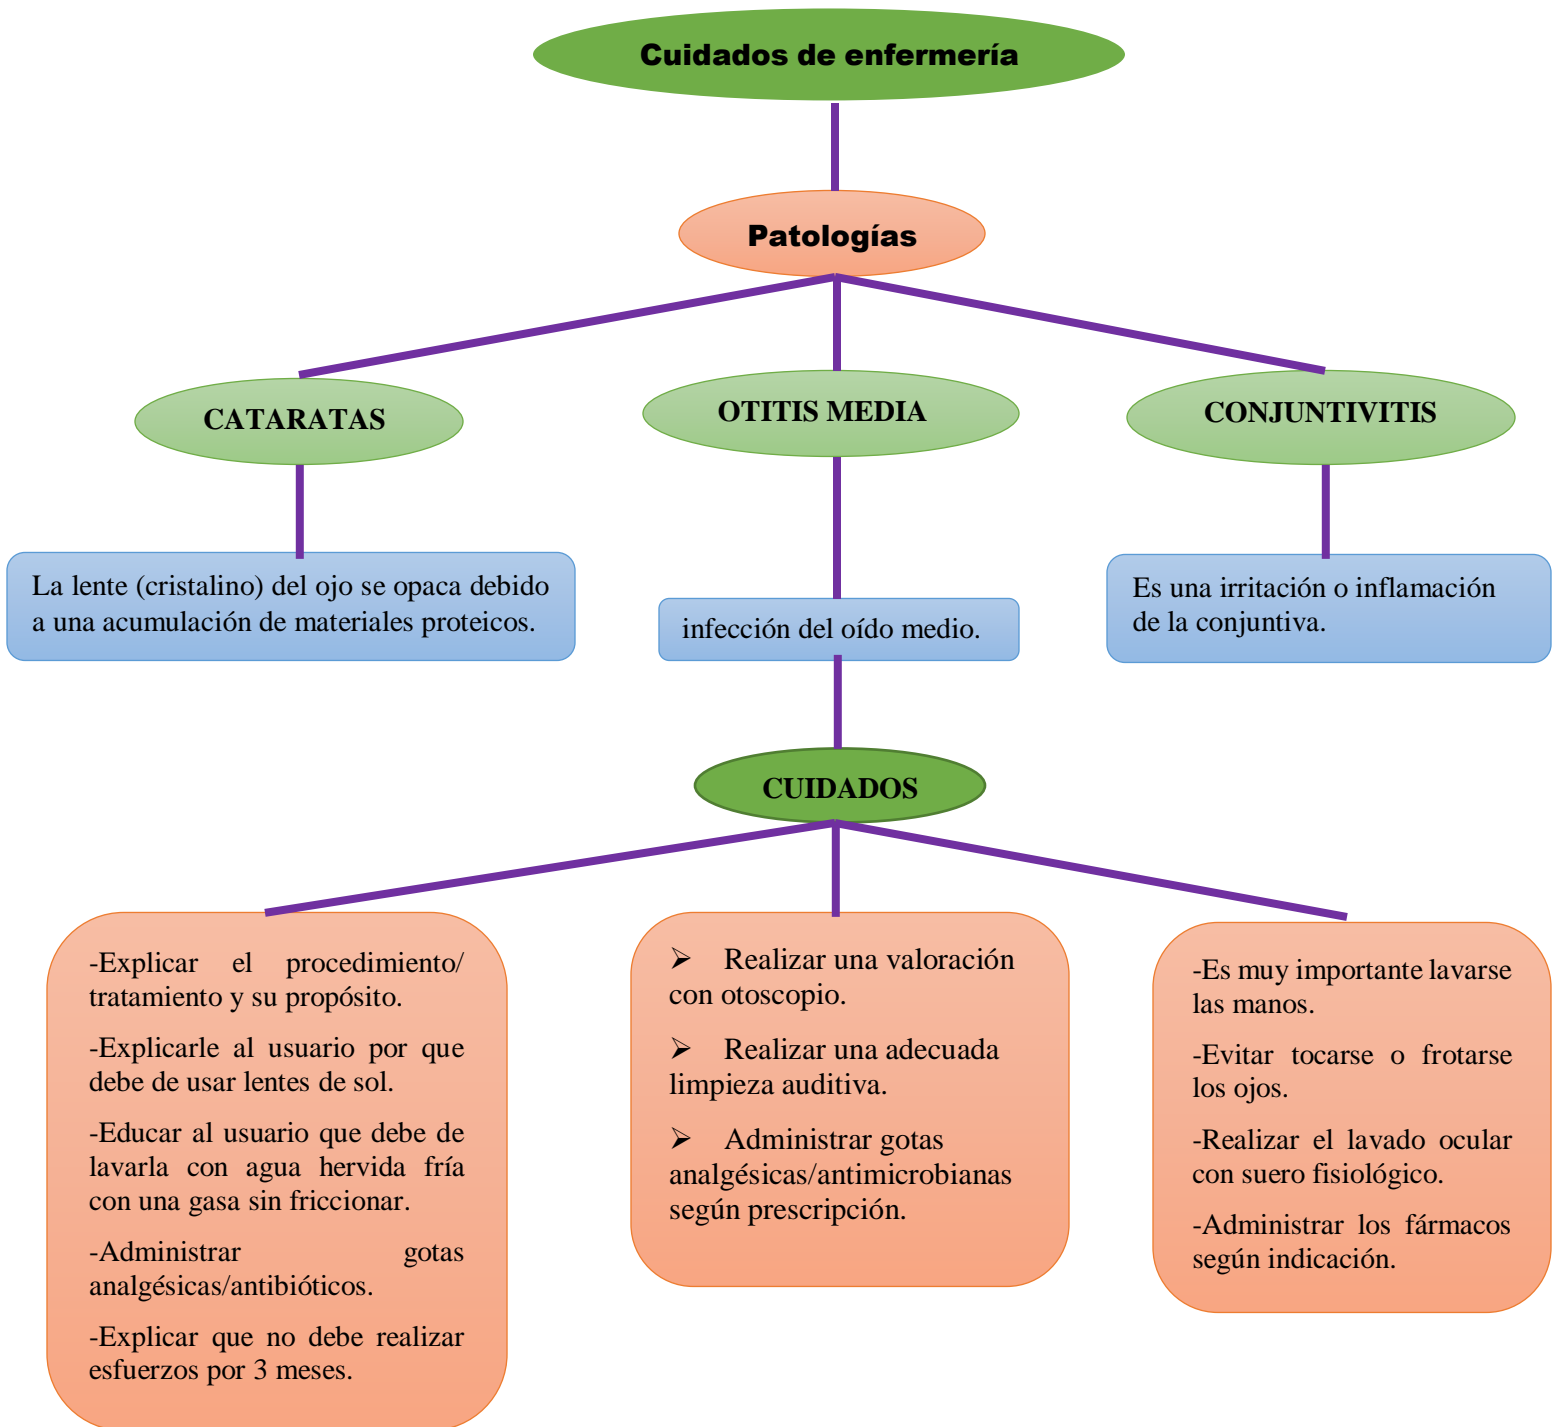 Cuidados de enfermería
Patologías
CATARATAS
OTITIS MEDIA
CONJUNTIVITIS
La lente (cristalino) del ojo se opaca debido
a una acumulación de materiales proteicos.
infección del oído medio.
Es una irritación o inflamación
de la conjuntiva.
CUIDADOS
-Explicar el procedimiento/
tratamiento y su propósito.
-Explicarle al usuario por que
debe de usar lentes de sol.
-Educar al usuario que debe de
lavarla con agua hervida fría
con una gasa sin friccionar.
-Administrar gotas
analgésicas/antibióticos.
-Explicar que no debe realizar
esfuerzos por 3 meses.
➢ Realizar una valoración
con otoscopio.
➢ Realizar una adecuada
limpieza auditiva.
➢ Administrar gotas
analgésicas/antimicrobianas
según prescripción.
-Es muy importante lavarse
las manos.
-Evitar tocarse o frotarse
los ojos.
-Realizar el lavado ocular
con suero fisiológico.
-Administrar los fármacos
según indicación.